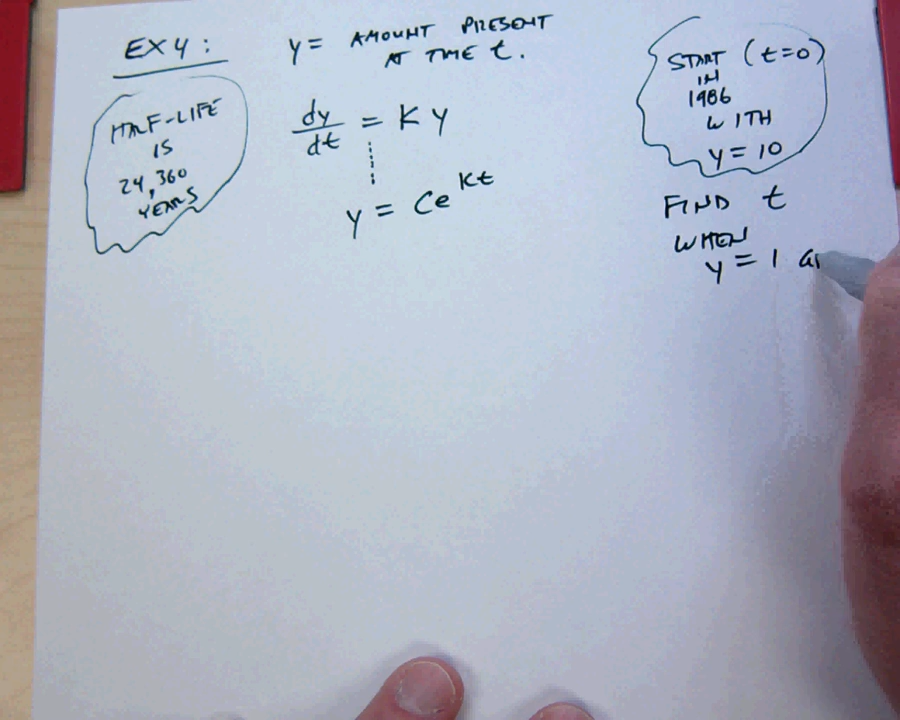 EX 4:
y = AMOUNT PRESENT
AT TIME t.
HALF-LIFE
IS
24,360
YEARS
dy/dt = Ky
y = Ce^Kt
START (t=0)
IN
1986
WITH
y = 10
FIND t
WHEN
y = 1